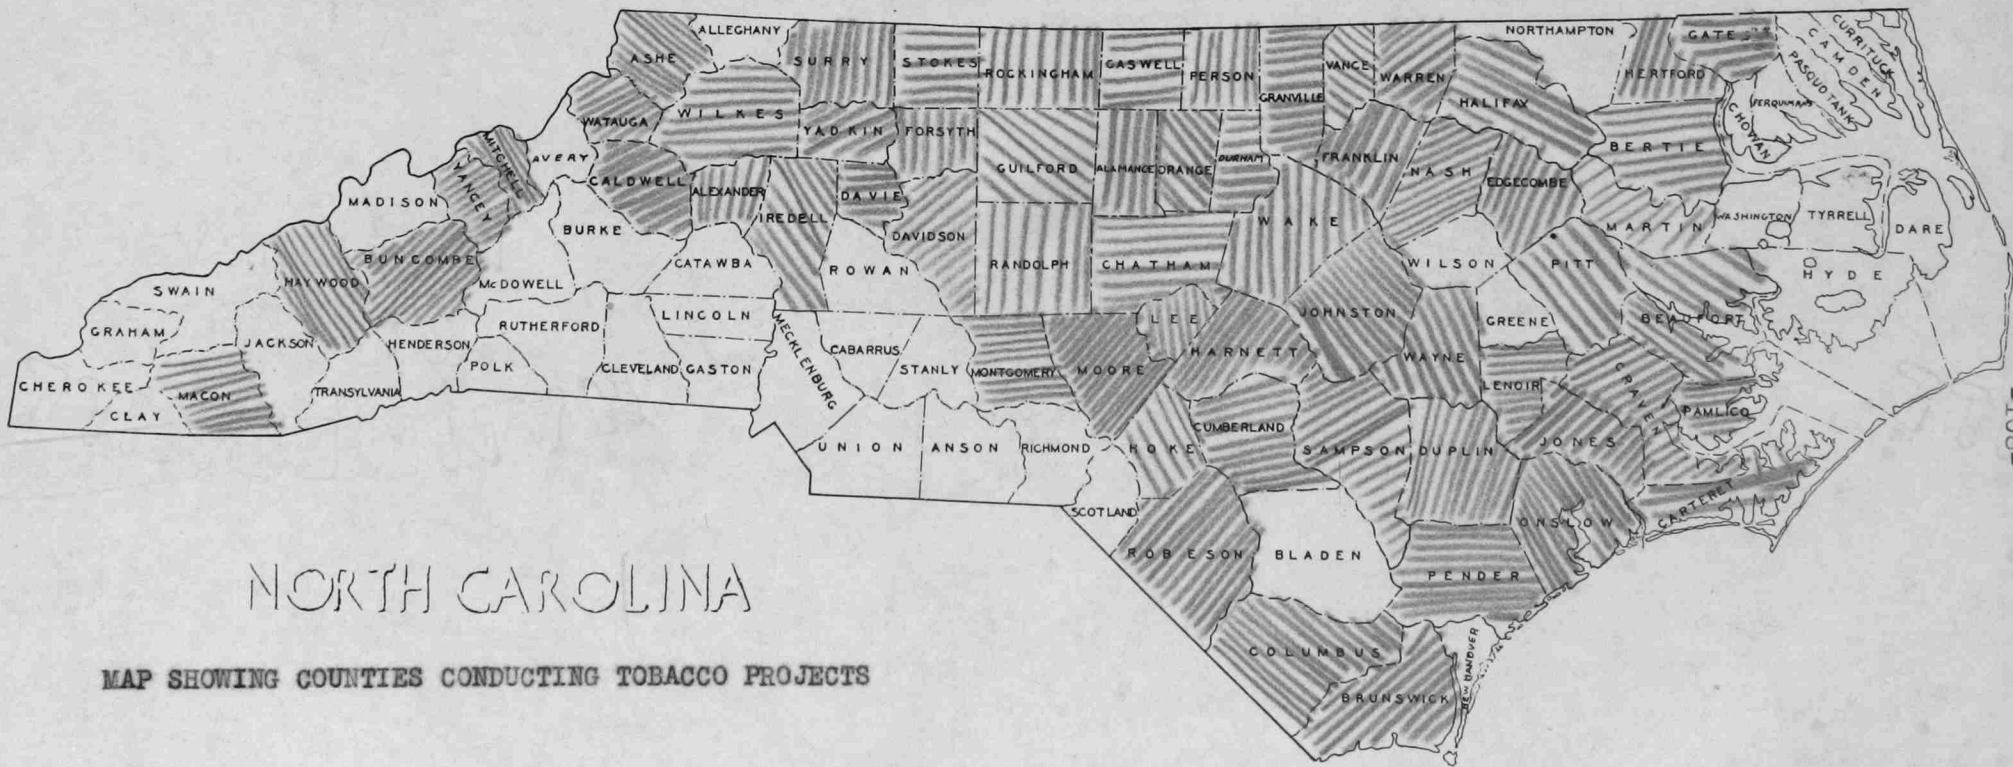 ALLEGHANY
NORTHAMPTON
CURRITUCK
CAMDEN
PASQUOTANK
ASHE
SURRY
STOKES
ROCKINGHAM
CASWELL
PERSON
GRANVILLE
VANCE
WARREN
HALIFAX
HERTFORD
GATES
PERQUIMANS
CHOWAN
WATAUGA
WILKES
YADKIN
FORSYTH
GUILFORD
ALAMANCE
ORANGE
DURHAM
FRANKLIN
NASH
EDGECOMBE
BERTIE
MITCHELL
AVERY
YANCEY
CALDWELL
ALEXANDER
IREDELL
DAVIE
MADISON
BURKE
DAVIDSON
WAKE
MARTIN
WASHINGTON
TYRRELL
DARE
HAYWOOD
BUNCOMBE
McDOWELL
CATAWBA
ROWAN
RANDOLPH
CHATHAM
WILSON
PITT
HYDE
SWAIN
GRAHAM
JACKSON
HENDERSON
RUTHERFORD
LINCOLN
MECKLENBURG
CABARRUS
STANLY
MONTGOMERY
MOORE
LEE
HARNETT
JOHNSTON
WAYNE
GREENE
BEAUFORT
CHEROKEE
CLAY
MACON
TRANSYLVANIA
POLK
CLEVELAND
GASTON
LENOIR
CRAVEN
PAMLICO
UNION
ANSON
RICHMOND
HOKE
CUMBERLAND
SAMPSON
DUPLIN
JONES
SCOTLAND
ROBESON
BLADEN
ONSLOW
CARTERET
PENDER
COLUMBUS
BRUNSWICK
NEW HANOVER
NORTH CAROLINA
MAP SHOWING COUNTIES CONDUCTING TOBACCO PROJECTS